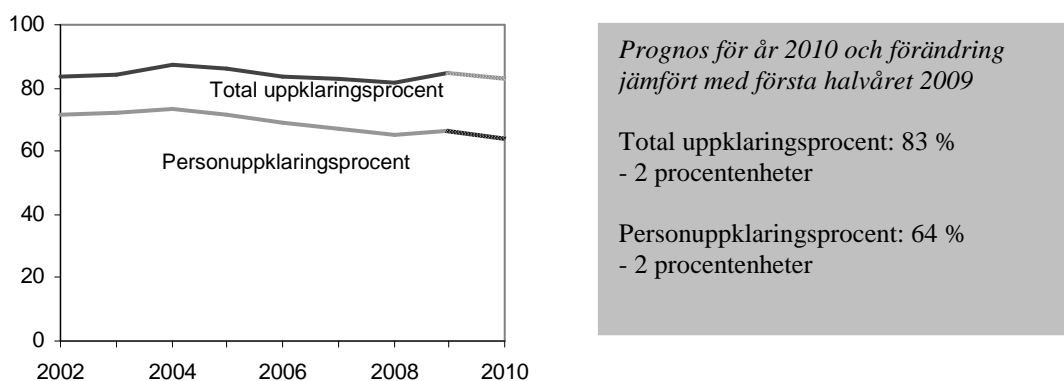 100
80
60
40
20
0
Total uppklaringsprocent
Personuppklaringsprocent
2002
2004
2006
2008
2010
Prognos för år 2010 och förändring
jämfört med första halvåret 2009
Total uppklaringsprocent: 83 %
- 2 procentenheter
Personuppklaringsprocent: 64 %
- 2 procentenheter